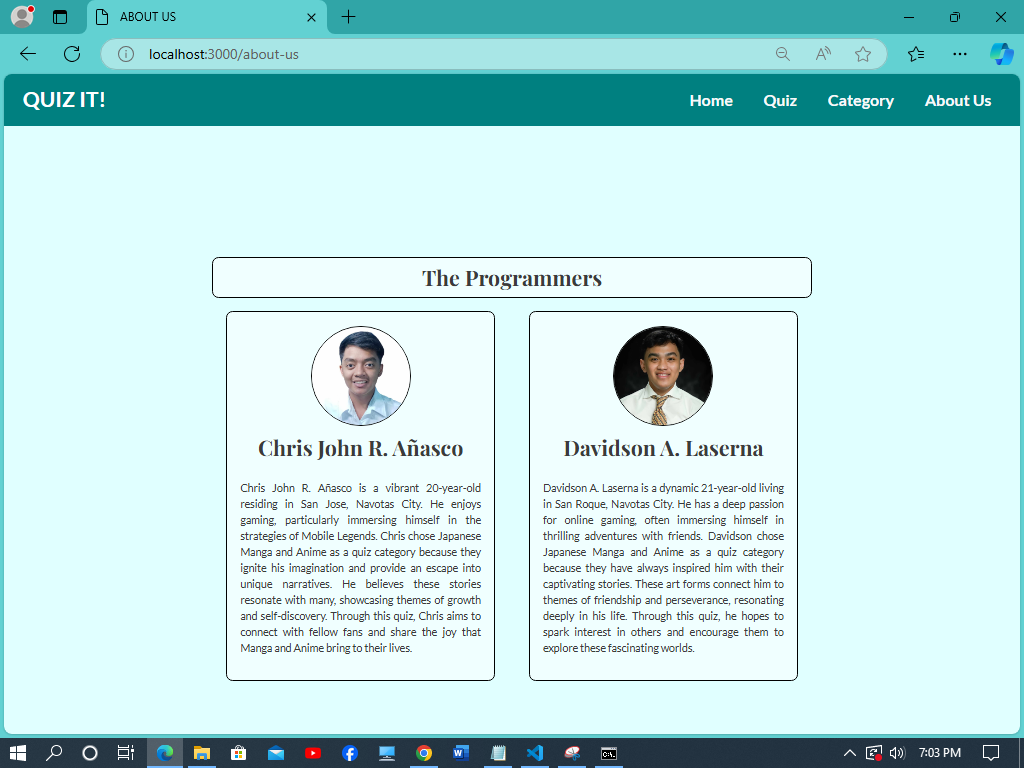 ABOUT US
localhost:3000/about-us
QUIZ IT!
Home Quiz Category About Us
The Programmers
Chris John R. Añasco
Chris John R. Añasco is a vibrant 20-year-old
residing in San Jose, Navotas City. He enjoys
gaming, particularly immersing himself in the
strategies of Mobile Legends. Chris chose Japanese
Manga and Anime as a quiz category because they
ignite his imagination and provide an escape into
unique narratives. He believes these stories
resonate with many, showcasing themes of growth
and self-discovery. Through this quiz, Chris aims to
connect with fellow fans and share the joy that
Manga and Anime bring to their lives.
Davidson A. Laserna
Davidson A. Laserna is a dynamic 21-year-old living
in San Roque, Navotas City. He has a deep passion
for online gaming, often immersing himself in
thrilling adventures with friends. Davidson chose
Japanese Manga and Anime as a quiz category
because they have always inspired him with their
captivating stories. These art forms connect him to
themes of friendship and perseverance, resonating
deeply in his life. Through this quiz, he hopes to
spark interest in others and encourage them to
explore these fascinating worlds.
7:03 PM